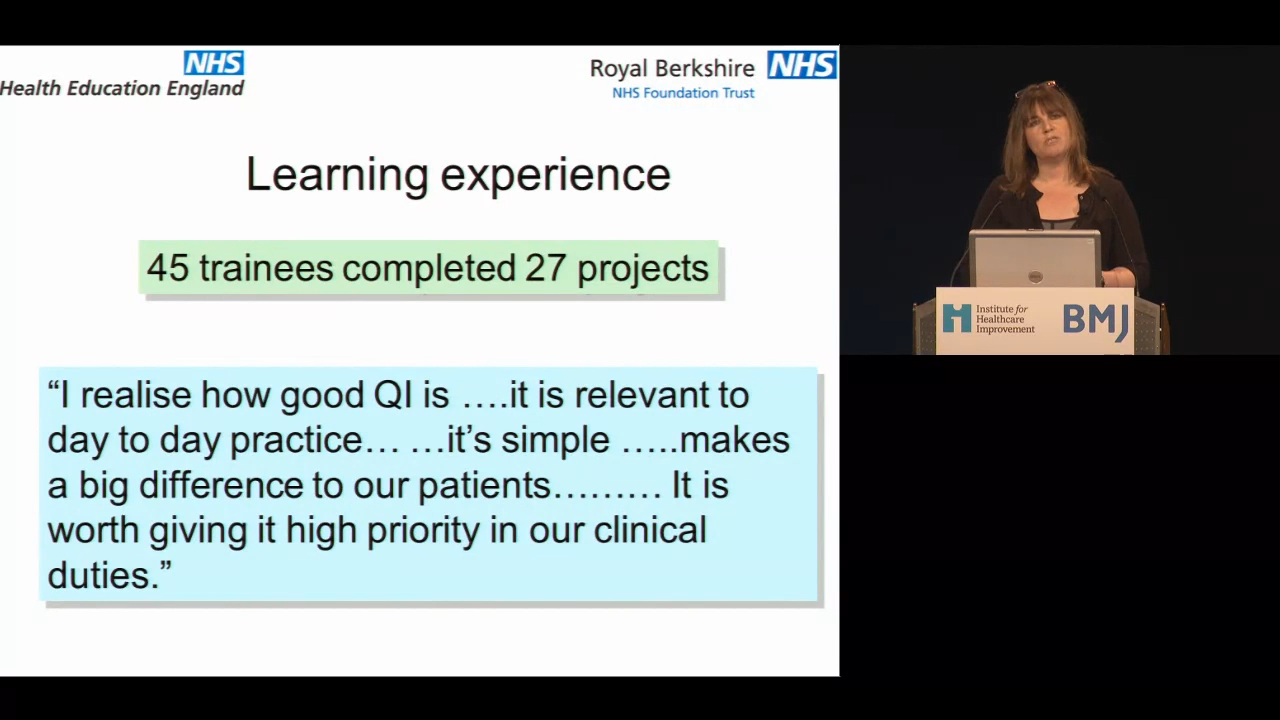 NHS
Health Education England
Royal Berkshire NHS
NHS Foundation Trust
Learning experience
45 trainees completed 27 projects
“I realise how good QI is ….it is relevant to
day to day practice… …it’s simple …..makes
a big difference to our patients……… It is
worth giving it high priority in our clinical
duties.”
Institute for
Healthcare
Improvement
BMJ